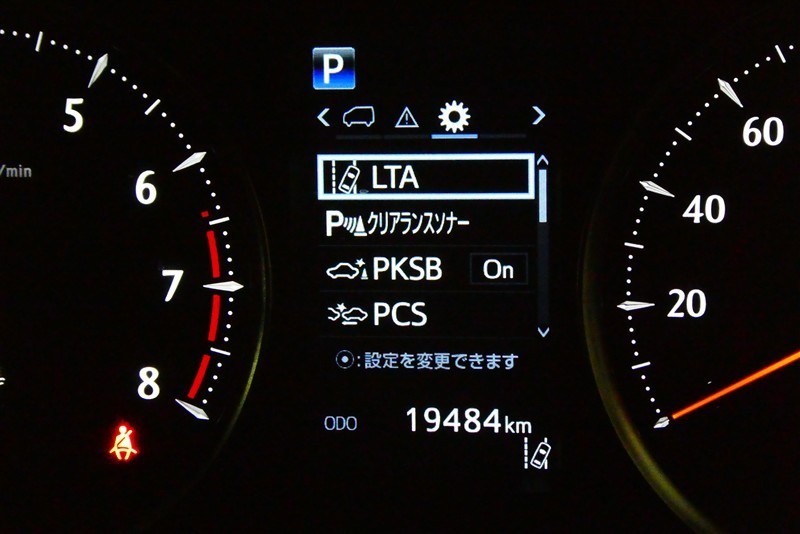 P
LTA
Pクリアランスソナー
PKSB On
PCS
:設定を変更できます
ODO 19484km
5
6
7
8
/min
60
40
20